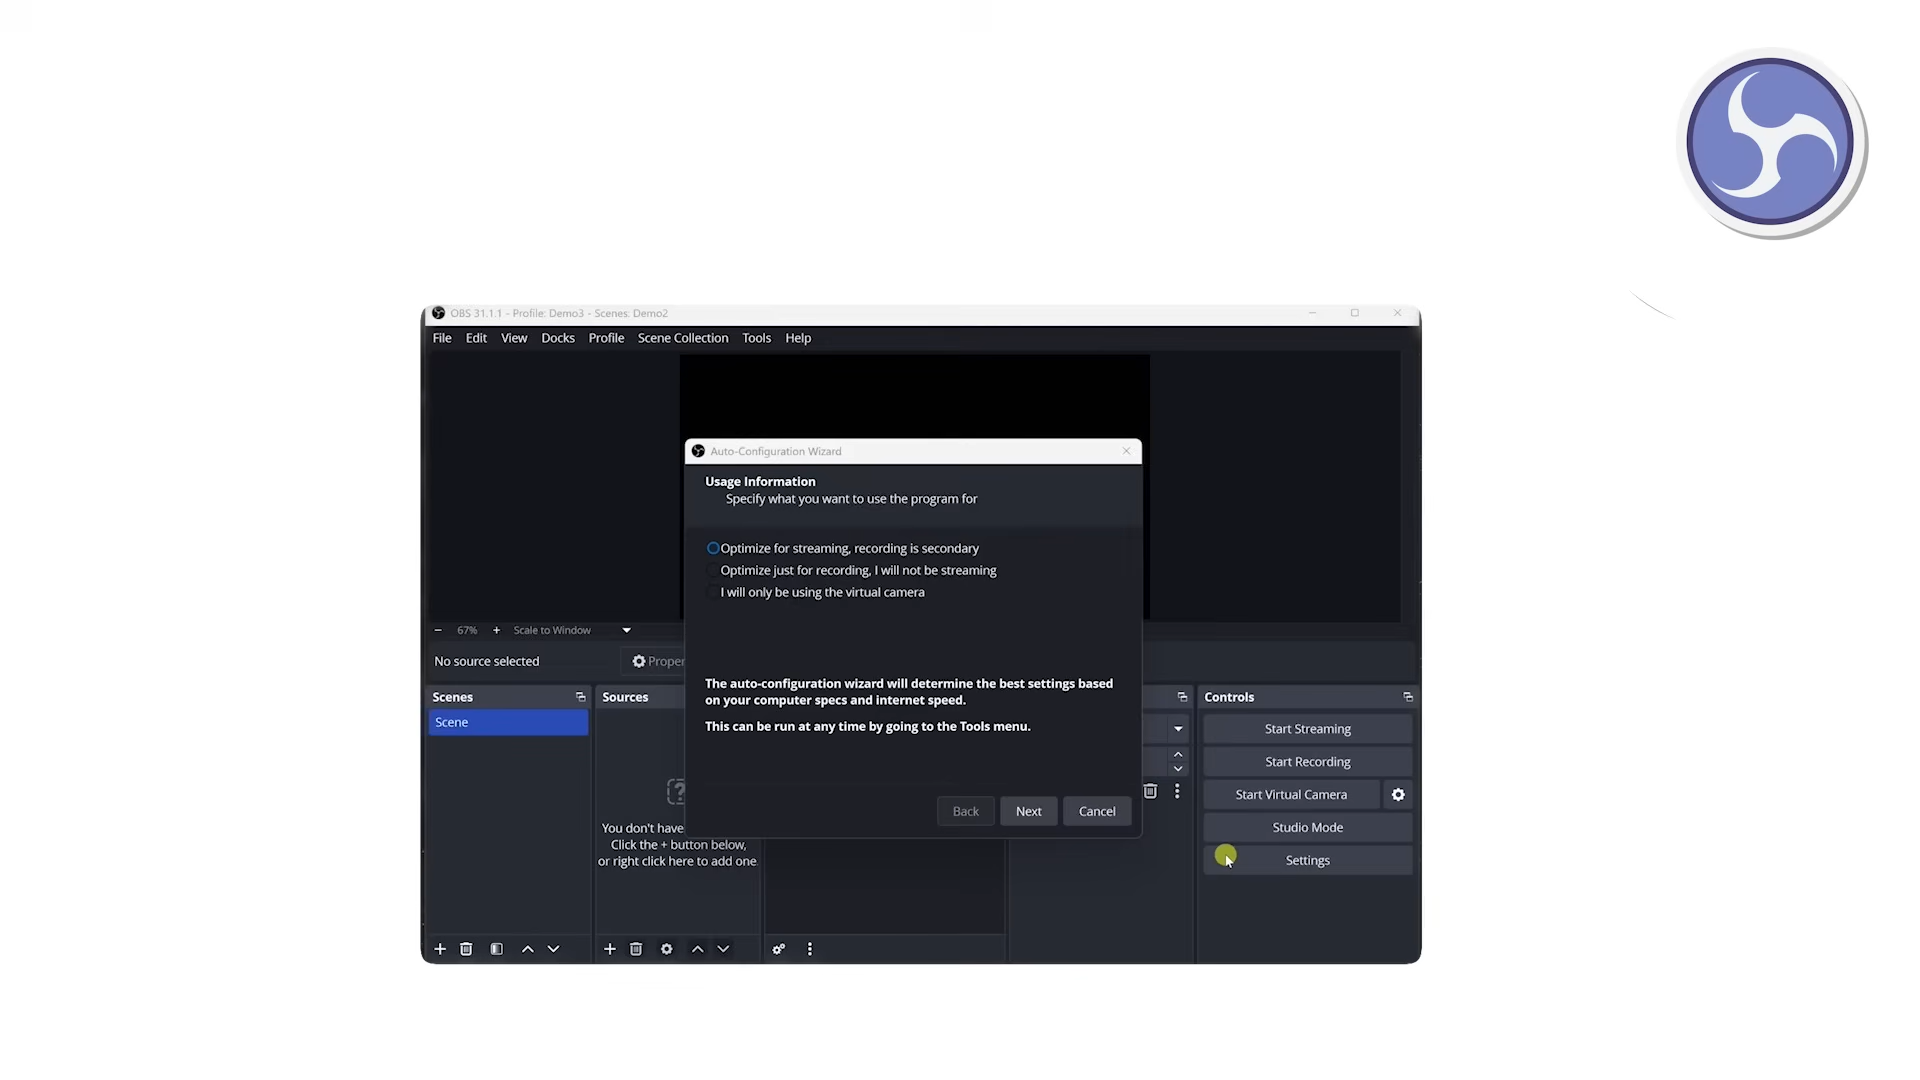 OBS 31.1.1 - Profile: Demo3 - Scenes: Demo2
File Edit View Docks Profile Scene Collection Tools Help
Auto-Configuration Wizard
Usage Information
Specify what you want to use the program for
Optimize for streaming, recording is secondary
Optimize just for recording, I will not be streaming
I will only be using the virtual camera
The auto-configuration wizard will determine the best settings based
on your computer specs and internet speed.
This can be run at any time by going to the Tools menu.
Back Next Cancel
67% Scale to Window
No source selected
Proper
Scenes
Scene
Sources
You don't have
Click the + button below,
or right click here to add one
Controls
Start Streaming
Start Recording
Start Virtual Camera
Studio Mode
Settings